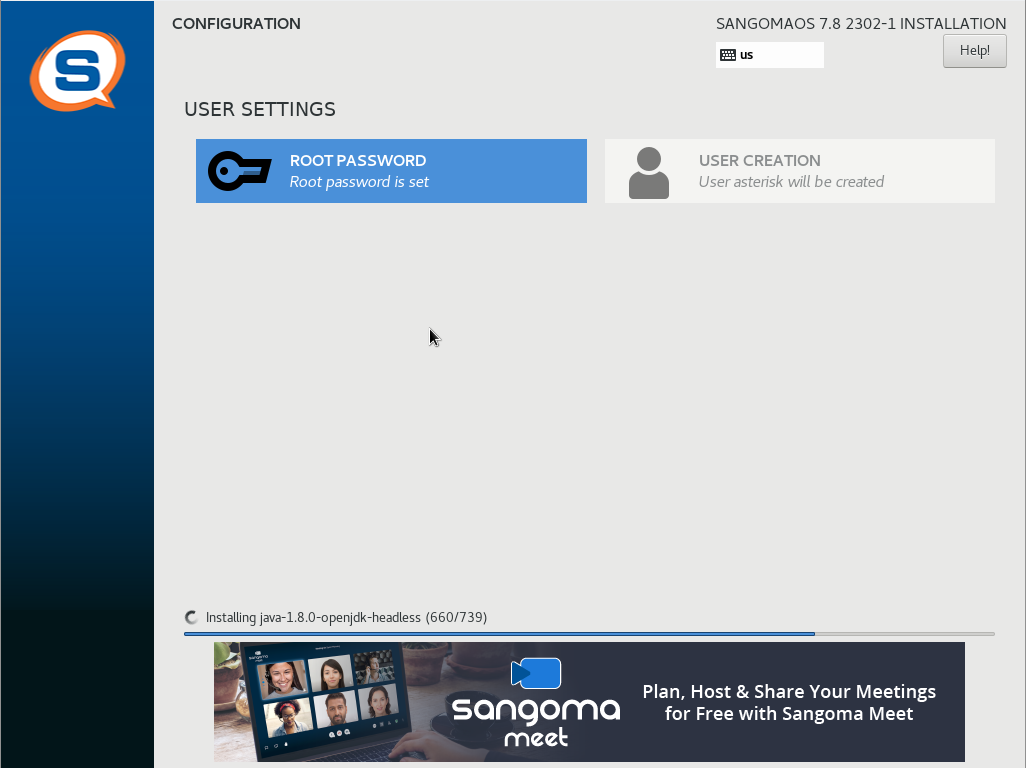 CONFIGURATION
SANGOMAOS 7.8 2302-1 INSTALLATION
us
Help!
USER SETTINGS
ROOT PASSWORD
Root password is set
USER CREATION
User asterisk will be created
Installing java-1.8.0-openjdk-headless (660/739)
sangoma
meet
sangoma
meet
Plan, Host & Share Your Meetings
for Free with Sangoma Meet